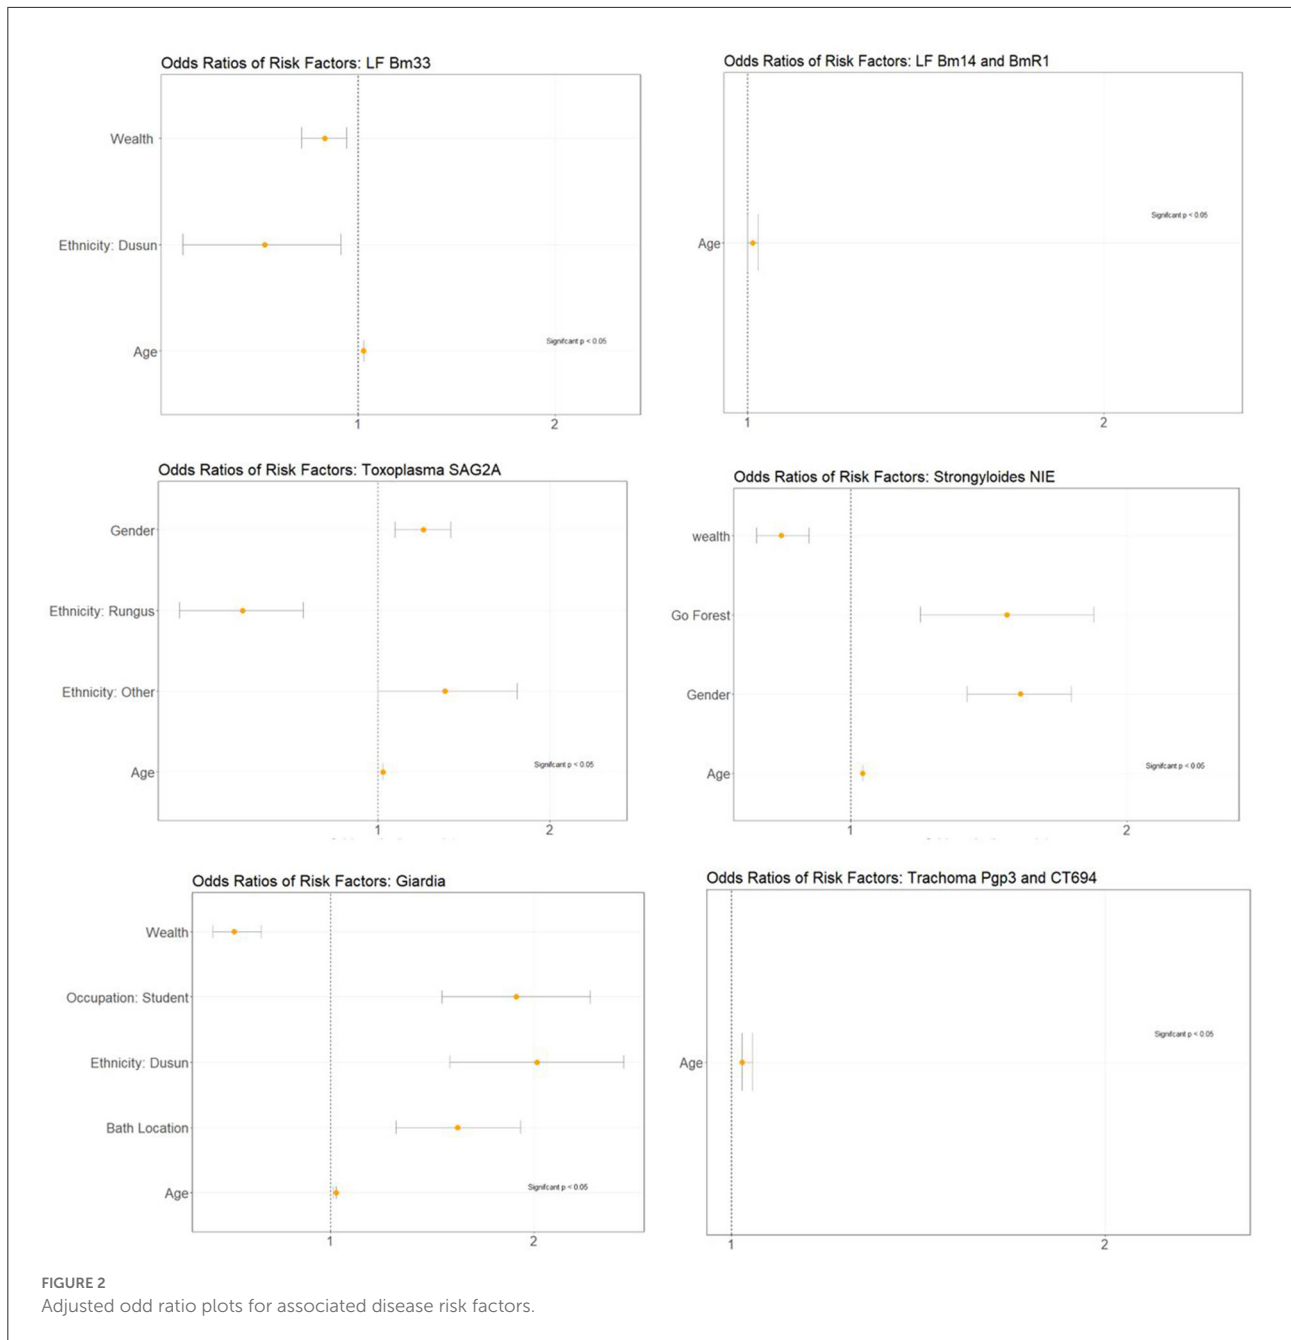 Odds Ratios of Risk Factors: LF Bm33
Wealth
Ethnicity: Dusun
Age
Signifcant p < 0.05
1
2
Odds Ratios of Risk Factors: LF Bm14 and BmR1
Age
Signifcant p < 0.05
1
2
Odds Ratios of Risk Factors: Toxoplasma SAG2A
Gender
Ethnicity: Rungus
Ethnicity: Other
Age
Signifcant p < 0.05
1
2
Odds Ratios of Risk Factors: Strongyloides NIE
wealth
Go Forest
Gender
Age
Signifcant p < 0.05
1
2
Odds Ratios of Risk Factors: Giardia
Wealth
Occupation: Student
Ethnicity: Dusun
Bath Location
Age
Signifcant p < 0.05
1
2
Odds Ratios of Risk Factors: Trachoma Pgp3 and CT694
Age
Signifcant p < 0.05
1
2
FIGURE 2
Adjusted odd ratio plots for associated disease risk factors.